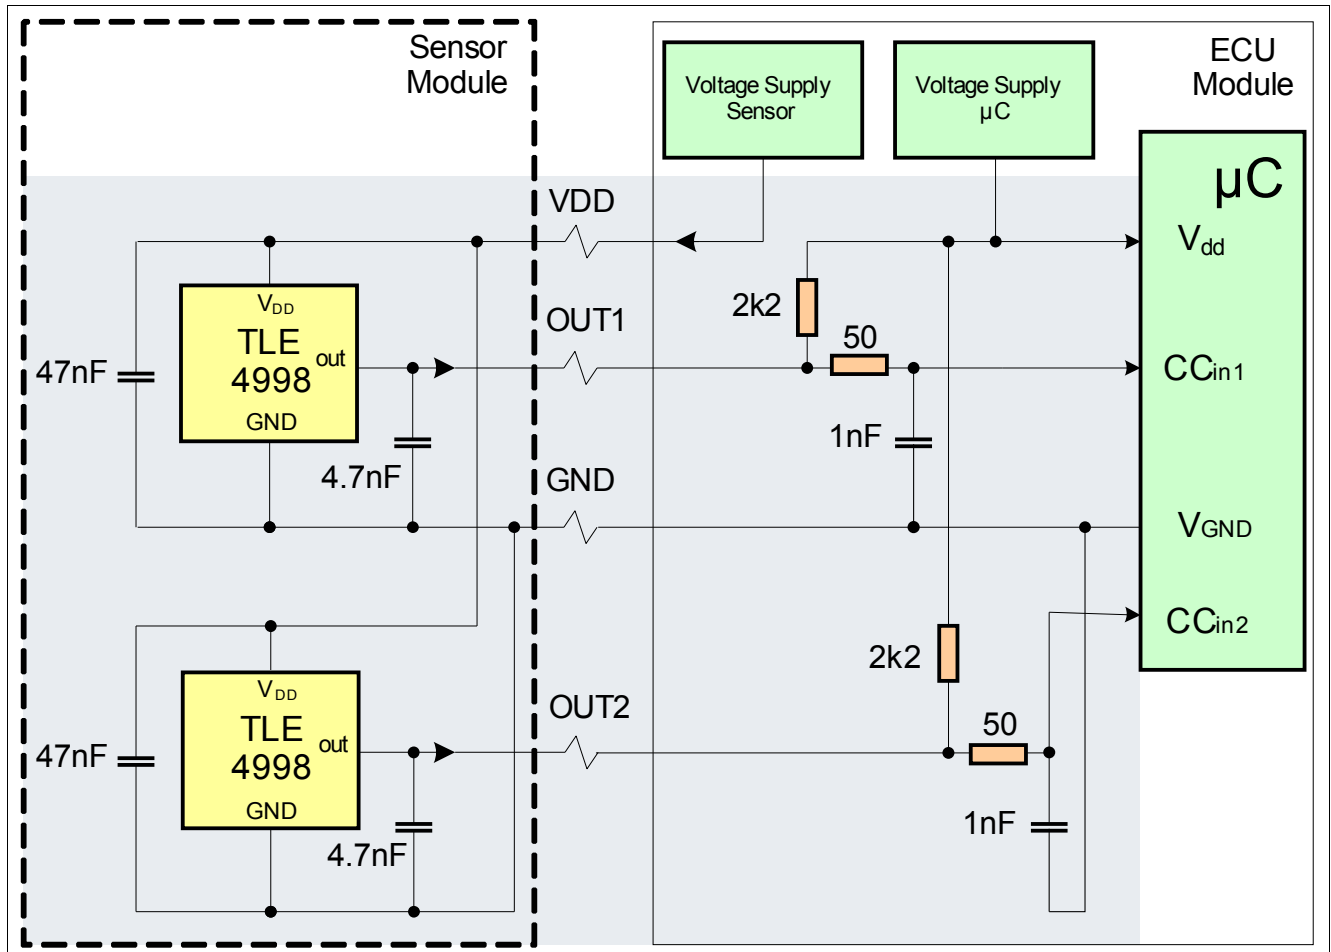 Sensor
Module
ECU
Module
Voltage Supply
Sensor
Voltage Supply
µC
µC
VDD
Vdd
VDD
TLE
4998
out
GND
47nF
4.7nF
OUT1
2k2
50
CCin1
1nF
GND
VGND
CCin2
2k2
VDD
TLE
4998
out
GND
47nF
4.7nF
OUT2
50
1nF